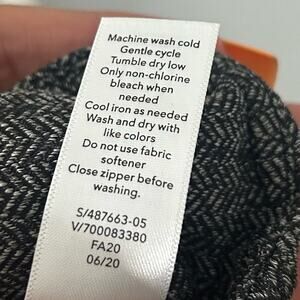 Machine wash cold
Gentle cycle
Tumble dry low
Only non-chlorine
bleach when
needed
Cool iron as needed
Wash and dry with
like colors
Do not use fabric
softener
Close zipper before
washing.
S/487663-05
V/700083380
FA20
06/20